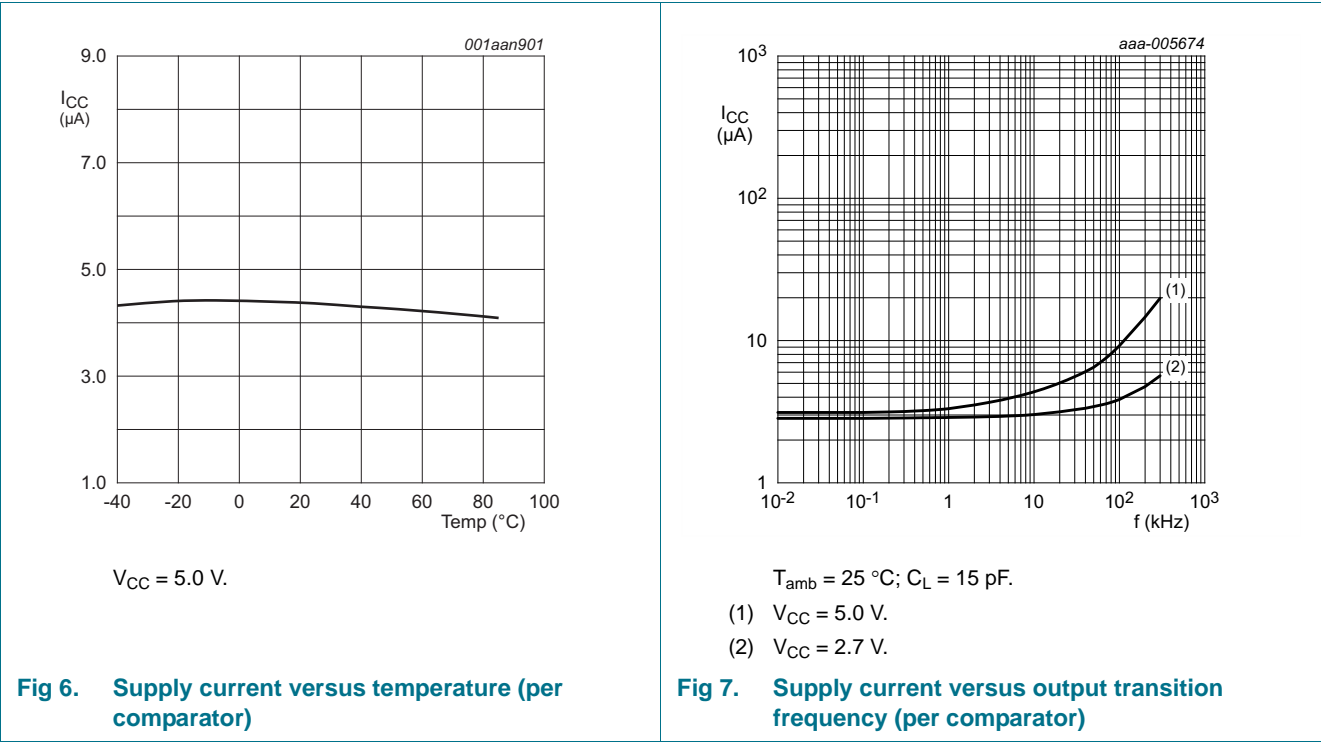 001aan901
9.0
ICC
(μA)
7.0
5.0
3.0
1.0
-40 -20 0 20 40 60 80 100
Temp (°C)
VCC = 5.0 V.
Fig 6. Supply current versus temperature (per
comparator)
aaa-005674
10³
ICC
(μA)
10²
(1)
10
(2)
1
10-2 10-1 1 10 10² 10³
f (kHz)
Tamb = 25 °C; CL = 15 pF.
(1) VCC = 5.0 V.
(2) VCC = 2.7 V.
Fig 7. Supply current versus output transition
frequency (per comparator)